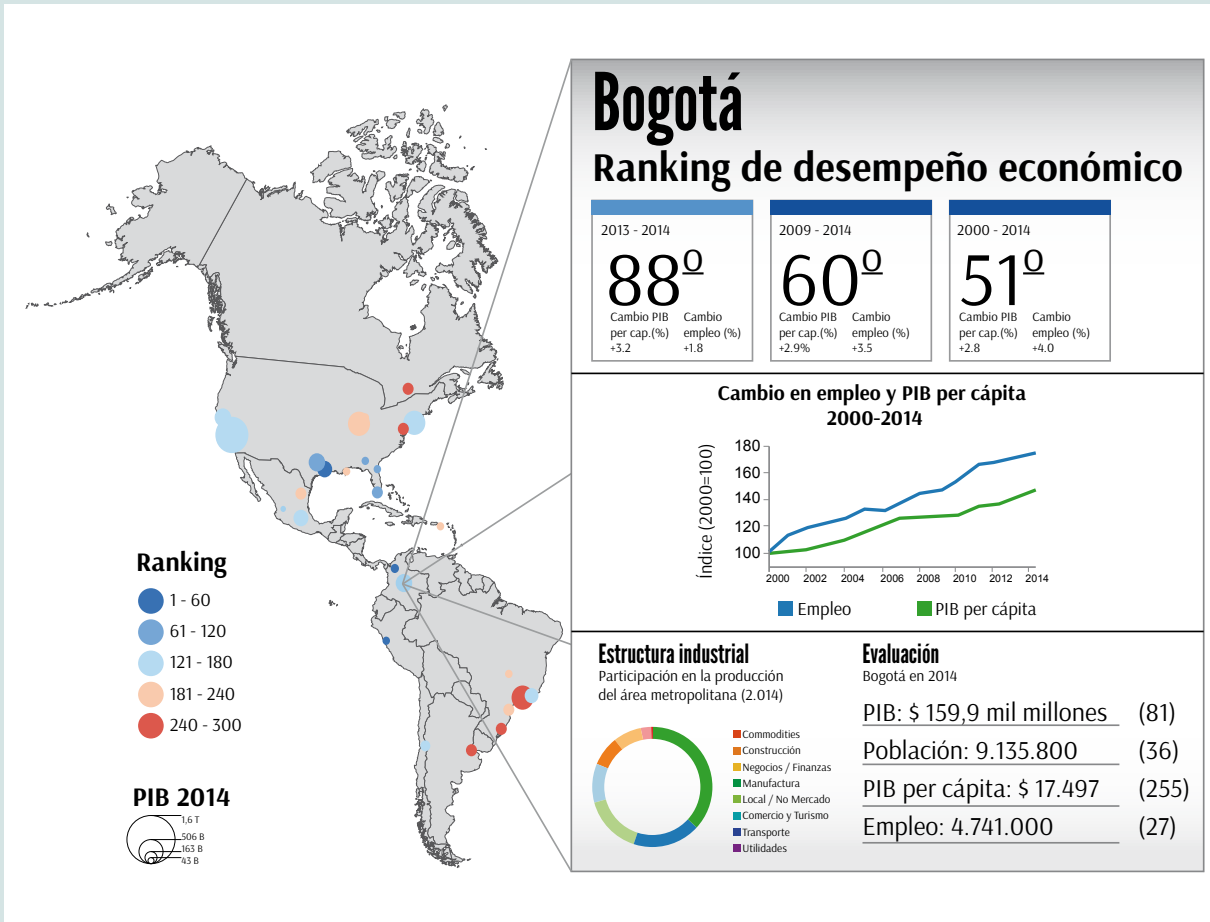 Bogotá
Ranking de desempeño económico
2013 - 2014
88º
Cambio PIB
per cap.(%)
+3.2
Cambio
empleo (%)
+1.8
2009 - 2014
60º
Cambio PIB
per cap.(%)
+2.9%
Cambio
empleo (%)
+3.5
2000 - 2014
51º
Cambio PIB
per cap.(%)
+2.8
Cambio
empleo (%)
+4.0
Cambio en empleo y PIB per cápita
2000-2014
Índice (2000=100)
180
160
140
120
100
2000 2002 2004 2006 2008 2010 2012 2014
Empleo
PIB per cápita
Ranking
1 - 60
61 - 120
121 - 180
181 - 240
240 - 300
PIB 2014
1,6 T
506 B
163 B
43 B
Estructura industrial
Participación en la producción
del área metropolitana (2.014)
Commodities
Construcción
Negocios / Finanzas
Manufactura
Local / No Mercado
Comercio y Turismo
Transporte
Utilidades
Evaluación
Bogotá en 2014
PIB: $ 159,9 mil millones (81)
Población: 9.135.800 (36)
PIB per cápita: $ 17.497 (255)
Empleo: 4.741.000 (27)